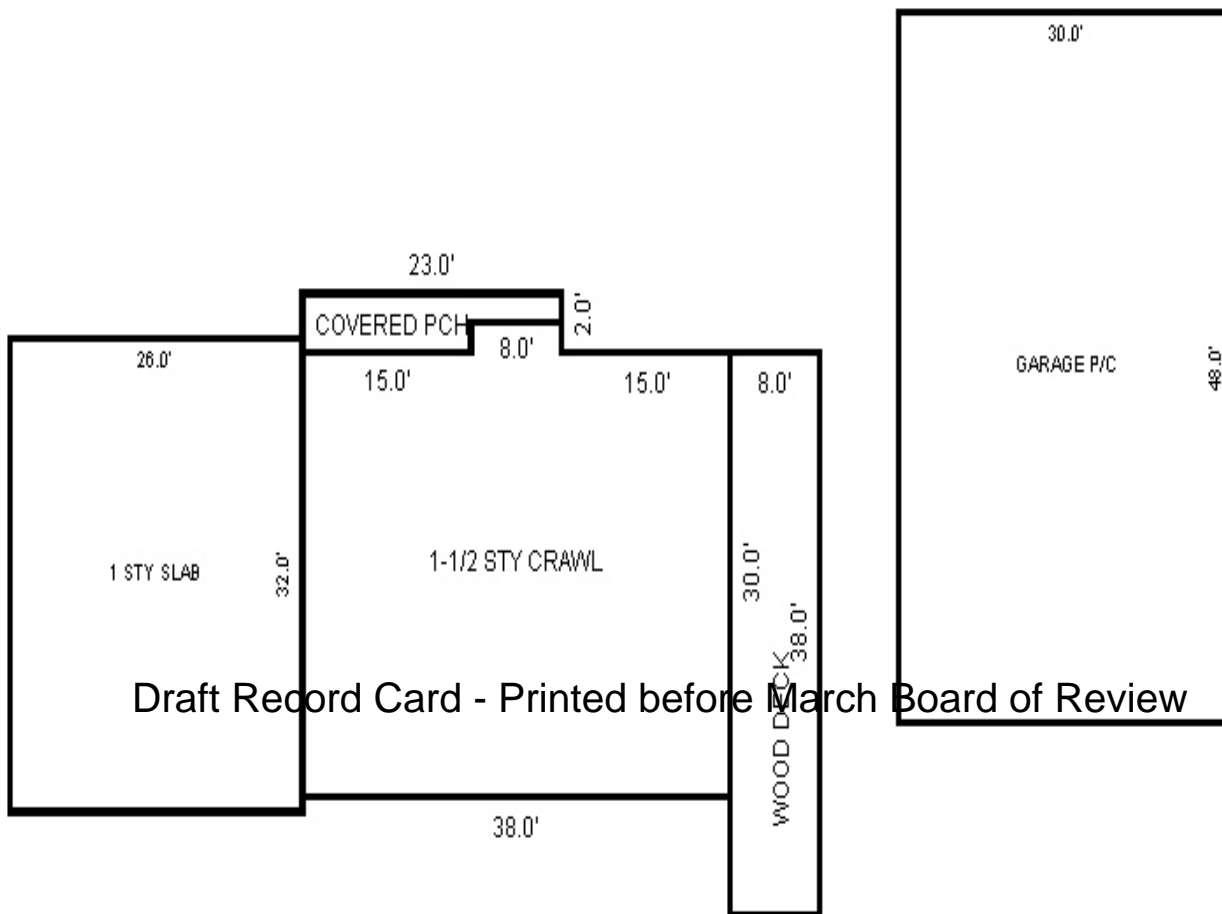 30.0'
23.0'
COVERED PCH
2.0'
26.0'
8.0'
15.0'
15.0'
8.0'
GARAGE P/C
48.0'
1 STY SLAB
32.0'
1-1/2 STY CRAWL
30.0'
38.0'
WOOD DECK
Draft Record Card - Printed before March Board of Review
38.0'